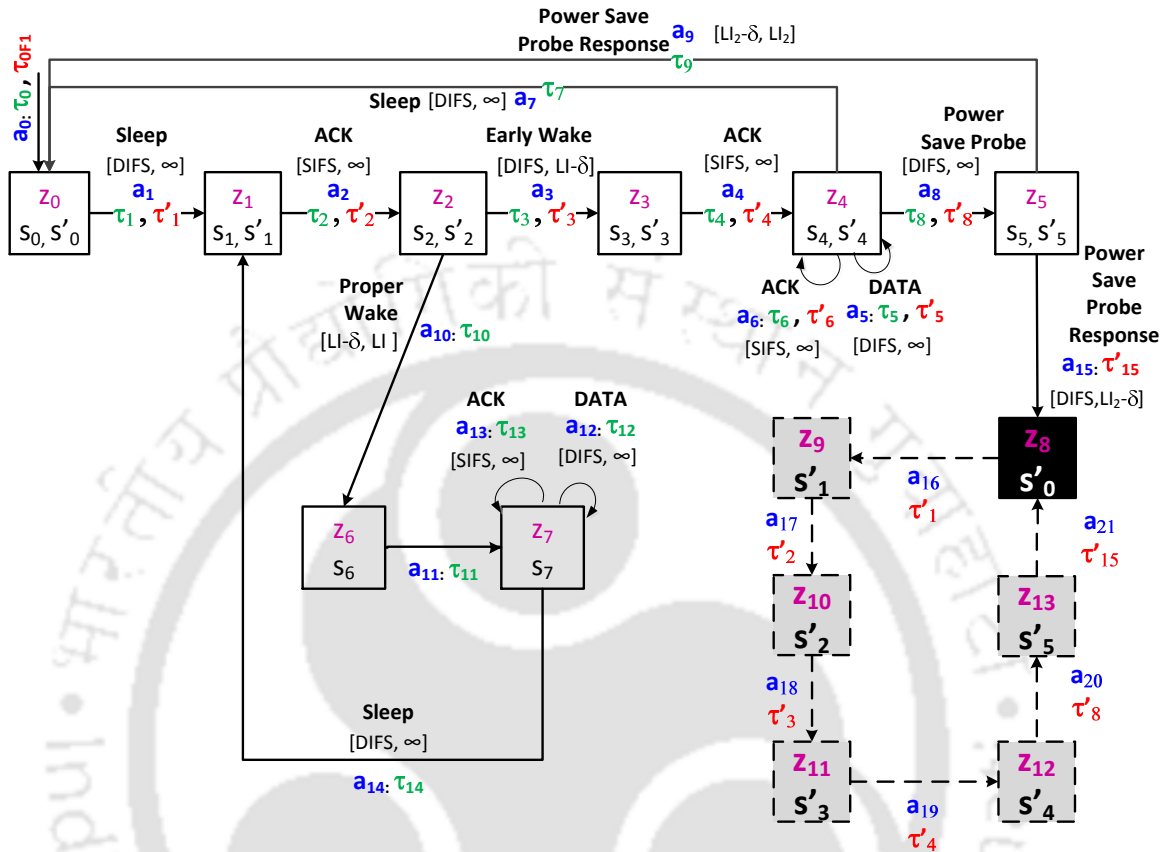 Power Save
Probe Response
a9 [LI2-δ, LI2]
τ9
a0: τ0, τ0F1
Sleep [DIFS, ∞] a7 τ7
Sleep
[DIFS, ∞]
a1
τ1, τ'1
ACK
[SIFS, ∞]
a2
τ2, τ'2
Early Wake
[DIFS, LI-δ]
a3
τ3, τ'3
ACK
[SIFS, ∞]
a4
τ4, τ'4
Power
Save Probe
[DIFS, ∞]
a8
τ8, τ'8
z0
s0, s'0
z1
s1, s'1
z2
s2, s'2
z3
s3, s'3
z4
s4, s'4
z5
s5, s'5
Proper
Wake
[LI-δ, LI ]
a10: τ10
ACK
a6: τ6, τ'6
[SIFS, ∞]
DATA
a5: τ5, τ'5
[DIFS, ∞]
Power
Save
Probe
Response
a15: τ'15
[DIFS,LI2-δ]
ACK
a13: τ13
[SIFS, ∞]
DATA
a12: τ12
[DIFS, ∞]
z6
s6
a11: τ11
z7
s7
Sleep
[DIFS, ∞]
a14: τ14
z8
s'0
a16
τ'1
z9
s'1
a17
τ'2
z10
s'2
a18
τ'3
z11
s'3
a19
τ'4
z12
s'4
a20
τ'8
z13
s'5
a21
τ'15